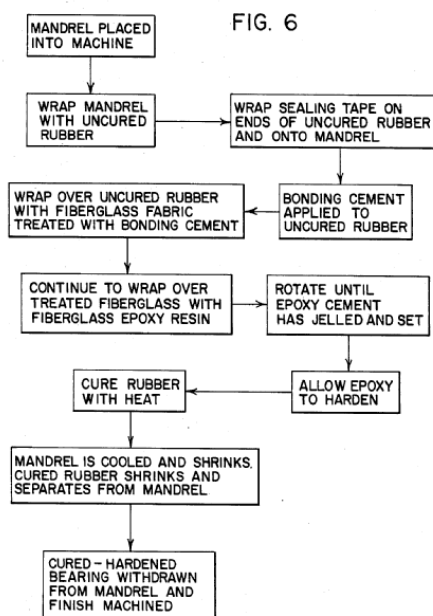 FIG. 6
MANDREL PLACED
INTO MACHINE
WRAP MANDREL
WITH UNCURED
RUBBER
WRAP SEALING TAPE ON
ENDS OF UNCURED RUBBER
AND ONTO MANDREL
BONDING CEMENT
APPLIED TO
UNCURED RUBBER
WRAP OVER UNCURED RUBBER
WITH FIBERGLASS FABRIC
TREATED WITH BONDING CEMENT
CONTINUE TO WRAP OVER
TREATED FIBERGLASS WITH
FIBERGLASS EPOXY RESIN
ROTATE UNTIL
EPOXY CEMENT
HAS JELLED AND SET
ALLOW EPOXY
TO HARDEN
CURE RUBBER
WITH HEAT
MANDREL IS COOLED AND SHRINKS,
CURED RUBBER SHRINKS AND
SEPARATES FROM MANDREL
CURED-HARDENED
BEARING WITHDRAWN
FROM MANDREL AND
FINISH MACHINED